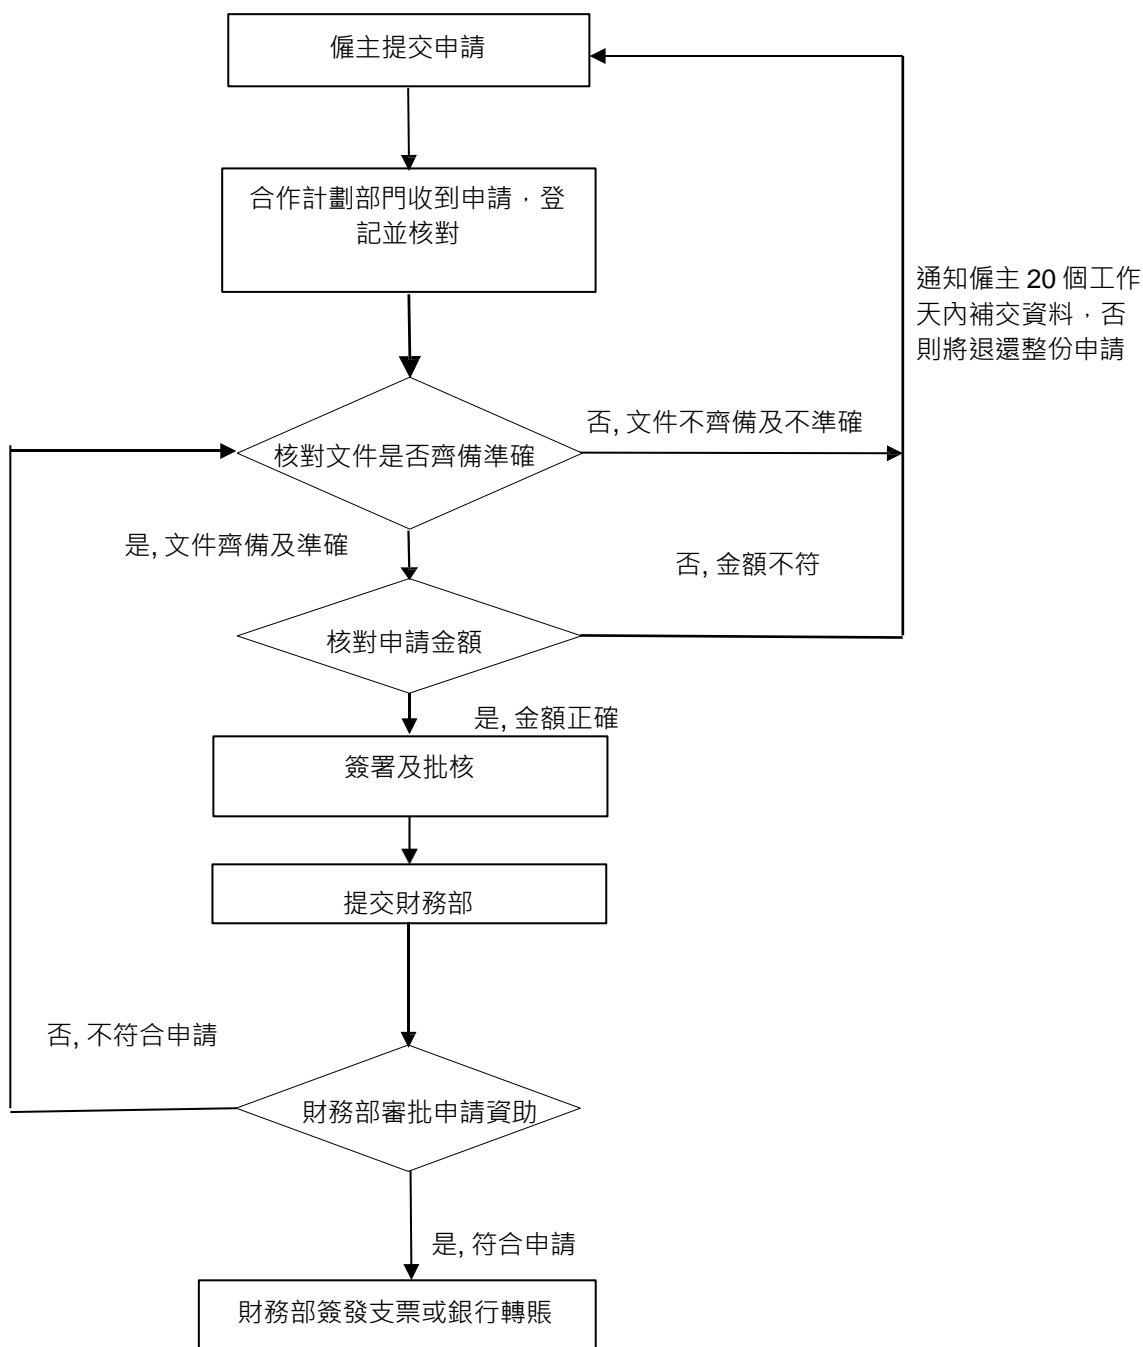 僱主提交申請
合作計劃部門收到申請，登
記並核對
通知僱主 20 個工作
天內補交資料，否
則將退還整份申請
否, 文件不齊備及不準確
核對文件是否齊備準確
是, 文件齊備及準確
否, 金額不符
核對申請金額
是, 金額正確
簽署及批核
提交財務部
否, 不符合申請
財務部審批申請資助
是, 符合申請
財務部簽發支票或銀行轉賬